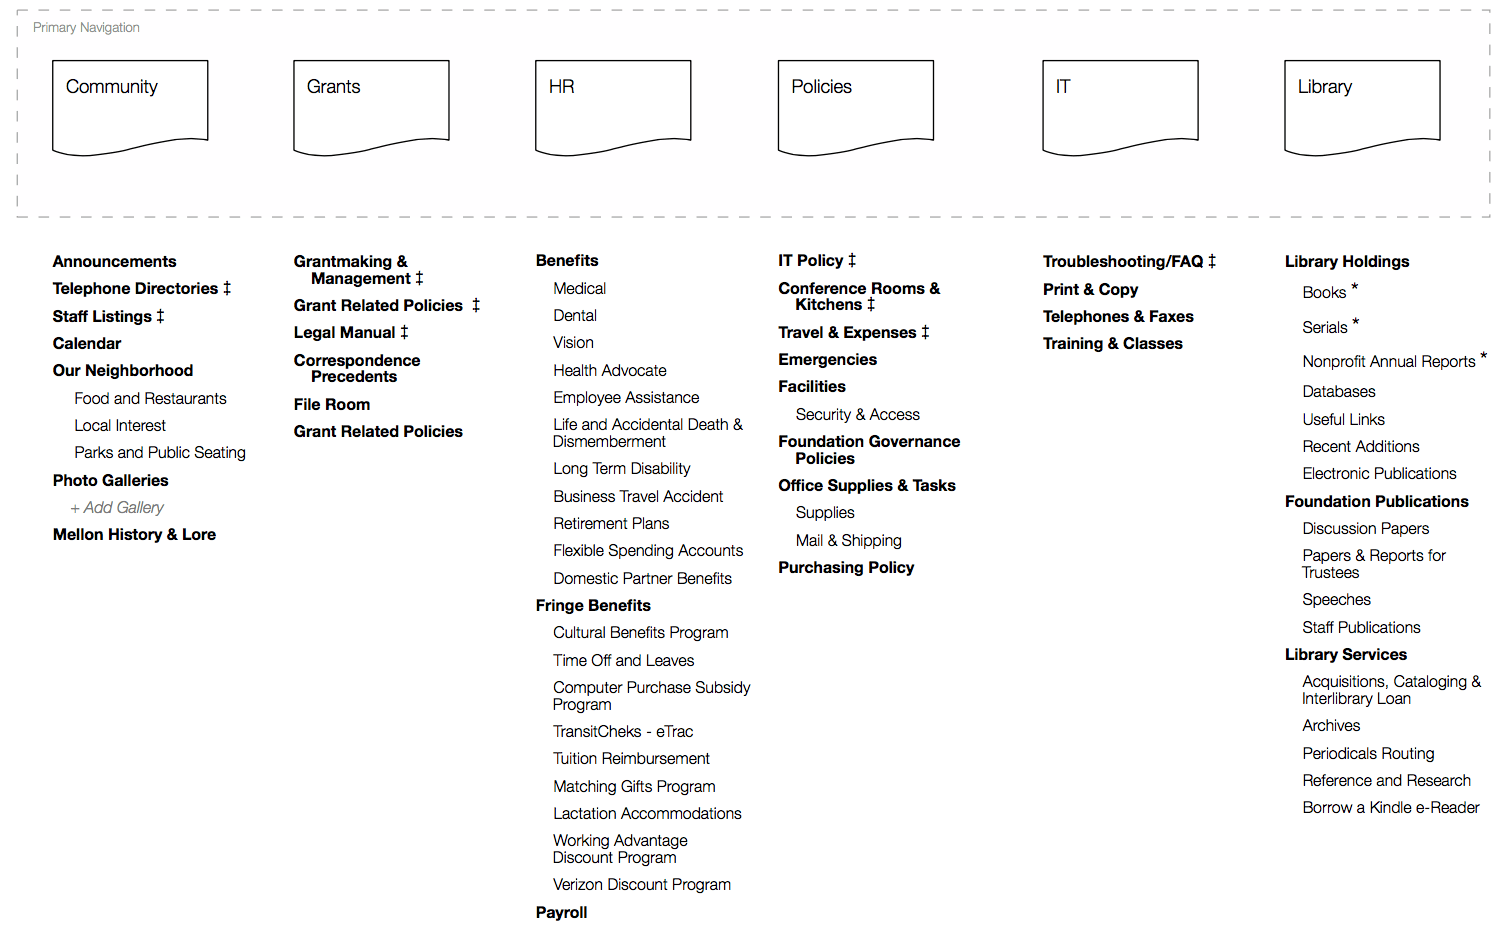 Primary Navigation
Community
Grants
HR
Policies
IT
Library
Announcements
Telephone Directories ‡
Staff Listings ‡
Calendar
Our Neighborhood
Food and Restaurants
Local Interest
Parks and Public Seating
Photo Galleries
+ Add Gallery
Mellon History & Lore
Grantmaking &
Management ‡
Grant Related Policies ‡
Legal Manual ‡
Correspondence
Precedents
File Room
Grant Related Policies
Benefits
Medical
Dental
Vision
Health Advocate
Employee Assistance
Life and Accidental Death &
Dismemberment
Long Term Disability
Business Travel Accident
Retirement Plans
Flexible Spending Accounts
Domestic Partner Benefits
Fringe Benefits
Cultural Benefits Program
Time Off and Leaves
Computer Purchase Subsidy
Program
TransitCheks - eTrac
Tuition Reimbursement
Matching Gifts Program
Lactation Accommodations
Working Advantage
Discount Program
Verizon Discount Program
Payroll
IT Policy ‡
Conference Rooms &
Kitchens ‡
Travel & Expenses ‡
Emergencies
Facilities
Security & Access
Foundation Governance
Policies
Office Supplies & Tasks
Supplies
Mail & Shipping
Purchasing Policy
Troubleshooting/FAQ ‡
Print & Copy
Telephones & Faxes
Training & Classes
Library Holdings
Books *
Serials *
Nonprofit Annual Reports *
Databases
Useful Links
Recent Additions
Electronic Publications
Foundation Publications
Discussion Papers
Papers & Reports for
Trustees
Speeches
Staff Publications
Library Services
Acquisitions, Cataloging &
Interlibrary Loan
Archives
Periodicals Routing
Reference and Research
Borrow a Kindle e-Reader